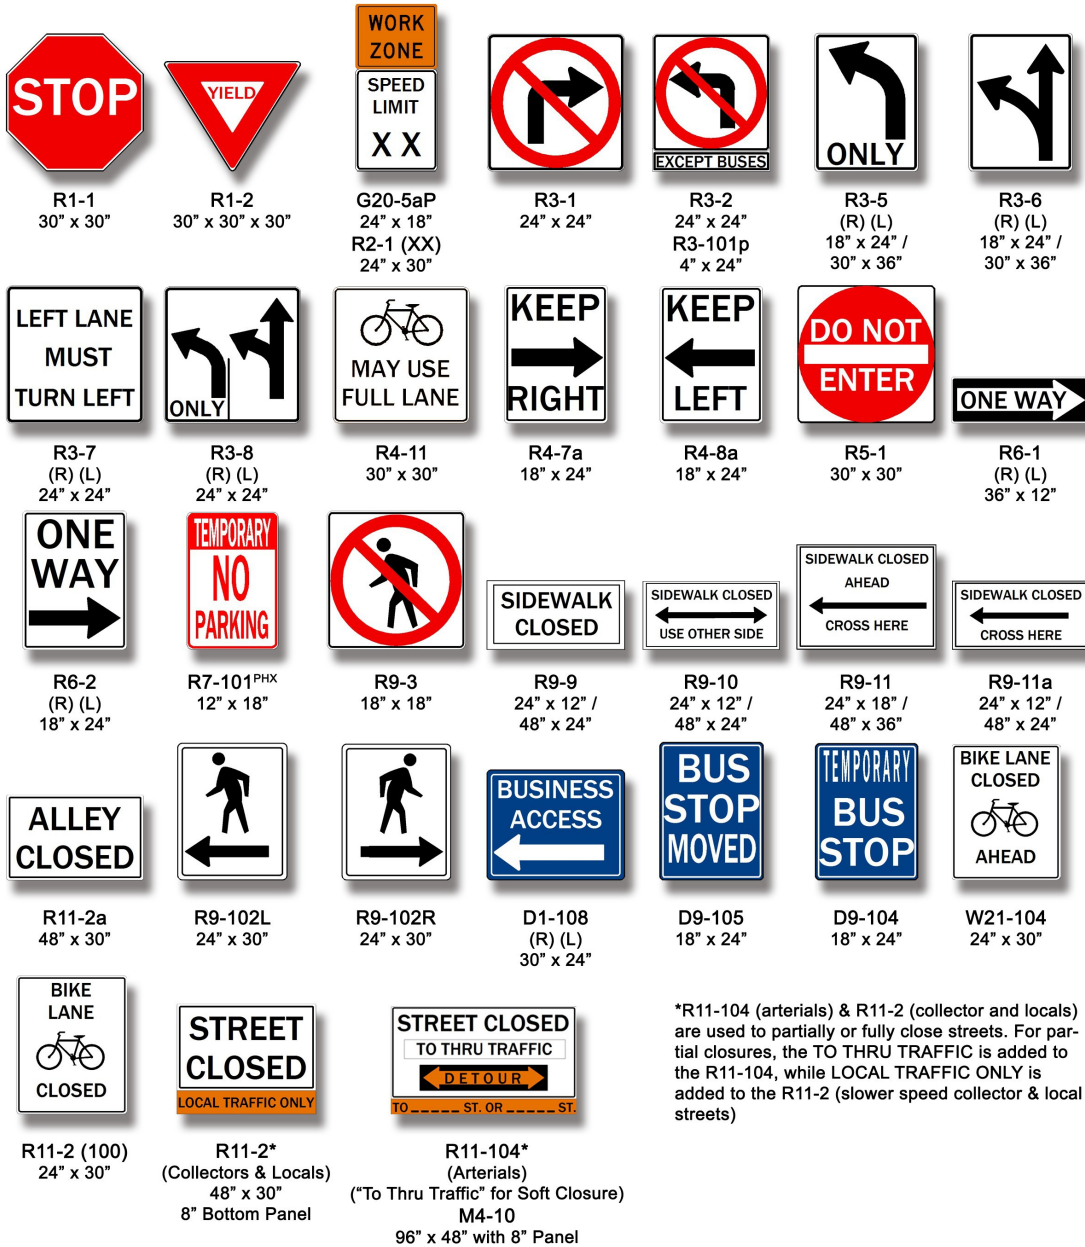 STOP
R1-1
30” x 30”
YIELD
R1-2
30” x 30” x 30”
WORK
ZONE
SPEED
LIMIT
X X
G20-5aP
24” x 18”
R2-1 (XX)
24” x 30”
R3-1
24” x 24”
EXCEPT BUSES
R3-2
24” x 24”
R3-101p
4” x 24”
ONLY
R3-5
(R) (L)
18” x 24” /
30” x 36”
R3-6
(R) (L)
18” x 24” /
30” x 36”
LEFT LANE
MUST
TURN LEFT
R3-7
(R) (L)
24” x 24”
ONLY
R3-8
(R) (L)
24” x 24”
MAY USE
FULL LANE
R4-11
30” x 30”
KEEP
RIGHT
R4-7a
18” x 24”
KEEP
LEFT
R4-8a
18” x 24”
DO NOT
ENTER
R5-1
30” x 30”
ONE WAY
R6-1
(R) (L)
36” x 12”
ONE
WAY
R6-2
(R) (L)
18” x 24”
TEMPORARY
NO
PARKING
R7-101PHX
12” x 18”
R9-3
18” x 18”
SIDEWALK
CLOSED
R9-9
24” x 12” /
48” x 24”
SIDEWALK CLOSED
USE OTHER SIDE
R9-10
24” x 12” /
48” x 24”
SIDEWALK CLOSED
AHEAD
CROSS HERE
R9-11
24” x 18” /
48” x 36”
SIDEWALK CLOSED
CROSS HERE
R9-11a
24” x 12” /
48” x 24”
ALLEY
CLOSED
R11-2a
48” x 30”
R9-102L
24” x 30”
R9-102R
24” x 30”
BUSINESS
ACCESS
D1-108
(R) (L)
30” x 24”
BUS
STOP
MOVED
D9-105
18” x 24”
TEMPORARY
BUS
STOP
D9-104
18” x 24”
BIKE LANE
CLOSED
AHEAD
W21-104
24” x 30”
BIKE
LANE
CLOSED
R11-2 (100)
24” x 30”
STREET
CLOSED
LOCAL TRAFFIC ONLY
R11-2*
(Collectors & Locals)
48” x 30”
8” Bottom Panel
STREET CLOSED
TO THRU TRAFFIC
DETOUR
TO _____ ST. OR _____ ST.
R11-104*
(Arterials)
(“To Thru Traffic” for Soft Closure)
M4-10
96” x 48” with 8” Panel
*R11-104 (arterials) & R11-2 (collector and locals)
are used to partially or fully close streets. For par-
tial closures, the TO THRU TRAFFIC is added to
the R11-104, while LOCAL TRAFFIC ONLY is
added to the R11-2 (slower speed collector & local
streets)